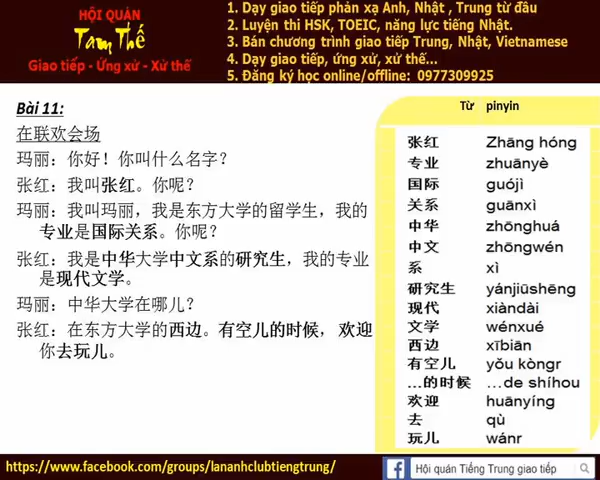 HỘI QUÁN
Tam Thế
Giao tiếp - Ứng xử - Xử thế
1. Dạy giao tiếp phản xạ Anh, Nhật , Trung từ đầu
2. Luyện thi HSK, TOEIC, năng lực tiếng Nhật.
3. Bán chương trình giao tiếp Trung, Nhật, Vietnamese
4. Dạy giao tiếp, ứng xử, xử thế...
5. Đăng ký học online/offline: 0977309925
Bài 11:
在联欢会场
玛丽：你好！你叫什么名字？
张红：我叫张红。你呢？
玛丽：我叫玛丽，我是东方大学的留学生，我的
专业是国际关系。你呢？
张红：我是中华大学中文系的研究生，我的专业
是现代文学。
玛丽：中华大学在哪儿？
张红：在东方大学的西边。有空儿的时候，欢迎
你去玩儿。
Từ pinyin
张红 Zhāng hóng
专业 zhuānyè
国际 guójì
关系 guānxì
中华 zhōnghuá
中文 zhōngwén
系 xì
研究生 yánjiūshēng
现代 xiàndài
文学 wénxué
西边 xībiān
有空儿 yǒu kòngr
...的时候 ...de shíhou
欢迎 huānyíng
去 qù
玩儿 wánr
https://www.facebook.com/groups/lananhclubtiengtrung/
f Hội quán Tiếng Trung giao tiếp